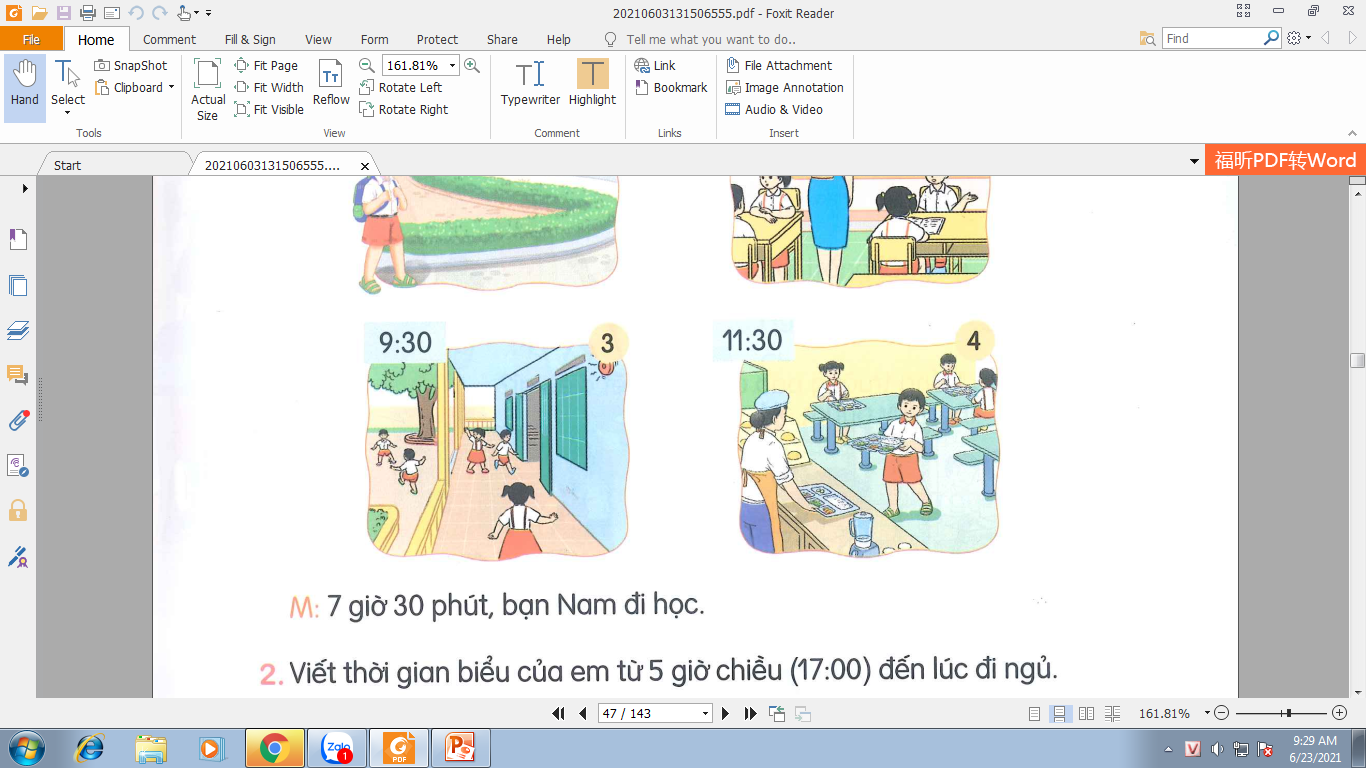 20210603131506555.pdf - Foxit Reader
File
Home
Comment
Fill & Sign
View
Form
Protect
Share
Help
Tell me what you want to do..
Find
Hand
Select
SnapShot
Clipboard
Tools
Actual Size
Fit Page
Fit Width
Fit Visible
Reflow
161.81%
Rotate Left
Rotate Right
View
Typewriter
Highlight
Comment
Link
Bookmark
Links
File Attachment
Image Annotation
Audio & Video
Insert
Start
20210603131506555....
福昕PDF转Word
9:30
3
11:30
4
M: 7 giờ 30 phút, bạn Nam đi học.
2. Viết thời gian biểu của em từ 5 giờ chiều (17:00) đến lúc đi ngủ.
47 / 143
161.81%
Zalo
1
PDF
V
9:29 AM
6/23/2021